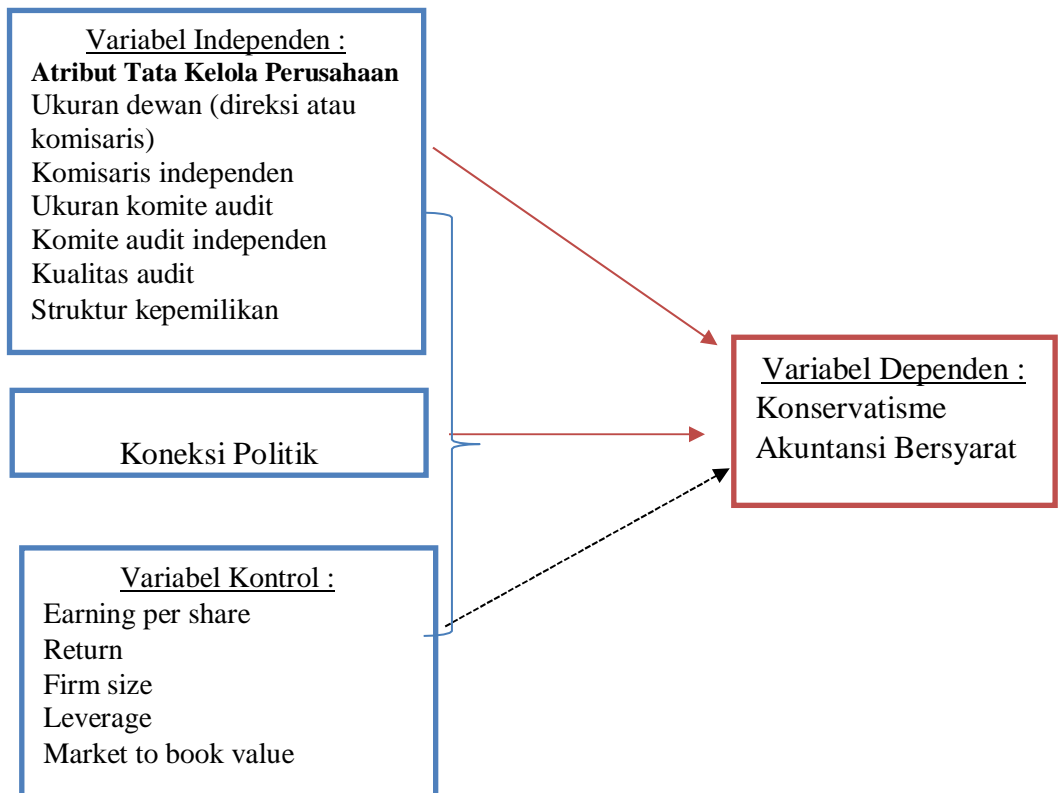 Variabel Independen :
Atribut Tata Kelola Perusahaan
Ukuran dewan (direksi atau
komisaris)
Komisaris independen
Ukuran komite audit
Komite audit independen
Kualitas audit
Struktur kepemilikan
Koneksi Politik
Variabel Dependen :
Konservatisme
Akuntansi Bersyarat
Variabel Kontrol :
Earning per share
Return
Firm size
Leverage
Market to book value